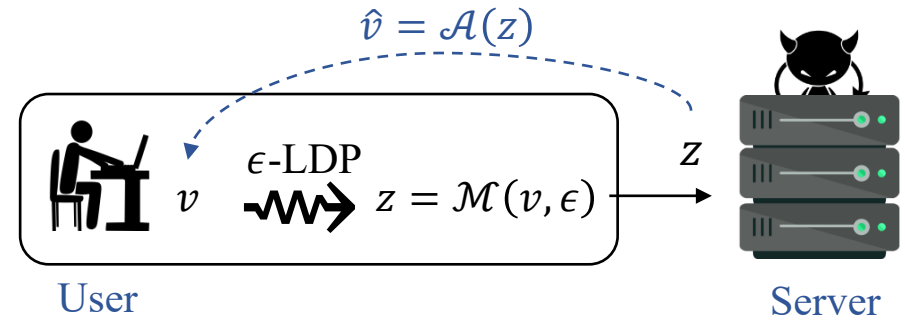 v̂ = 𝒜(z)
ϵ-LDP
z
v
z = ℳ(v, ϵ)
User
Server